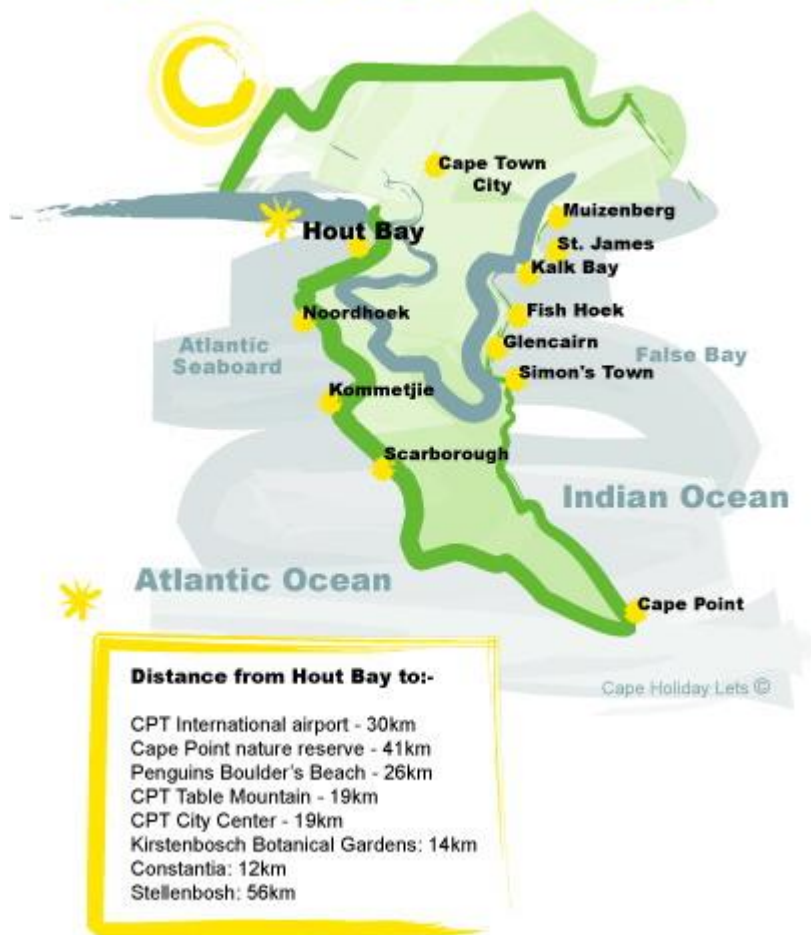 Cape Town
City
Muizenberg
Hout Bay
St. James
Kalk Bay
Noordhoek
Fish Hoek
Atlantic
Seaboard
Glencairn
False Bay
Simon's Town
Kommetjie
Scarborough
Indian Ocean
Atlantic Ocean
Cape Point
Distance from Hout Bay to:-
Cape Holiday Lets ©
CPT International airport - 30km
Cape Point nature reserve - 41km
Penguins Boulder's Beach - 26km
CPT Table Mountain - 19km
CPT City Center - 19km
Kirstenbosch Botanical Gardens: 14km
Constantia: 12km
Stellenbosh: 56km